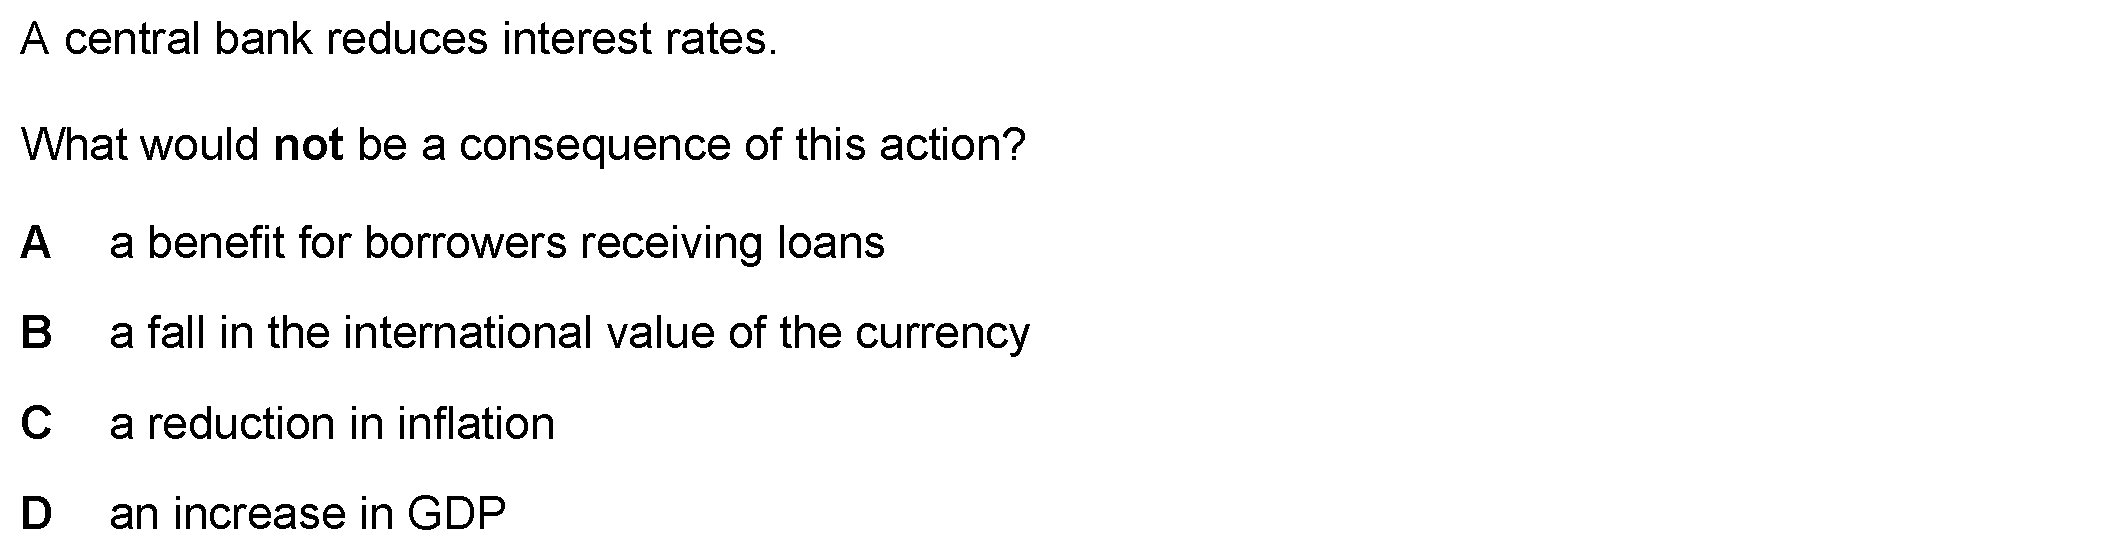 A central bank reduces interest rates.
What would not be a consequence of this action?
A a benefit for borrowers receiving loans
B a fall in the international value of the currency
C a reduction in inflation
D an increase in GDP